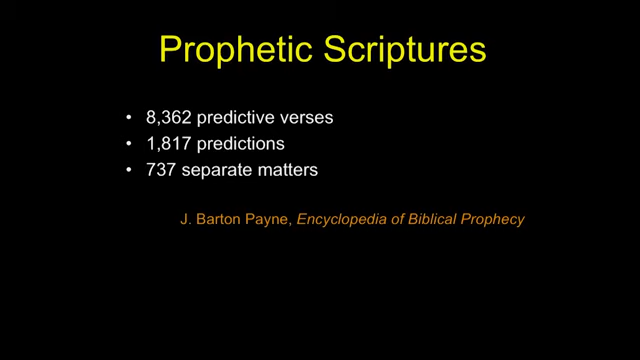 Prophetic Scriptures
• 8,362 predictive verses
• 1,817 predictions
• 737 separate matters
J. Barton Payne, Encyclopedia of Biblical Prophecy